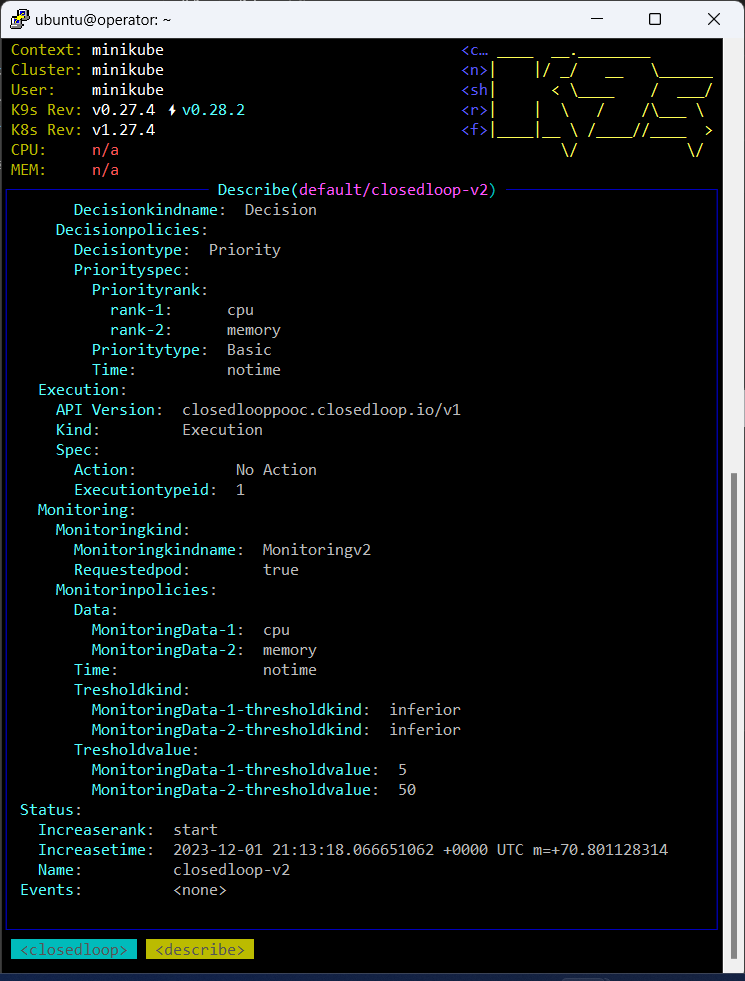 ubuntu@operator: ~
Context: minikube <c…
Cluster: minikube <n>
User: minikube <sh
K9s Rev: v0.27.4 ⚡v0.28.2 <r>
K8s Rev: v1.27.4 <f>
CPU: n/a
MEM: n/a
Describe(default/closedloop-v2)
Decisionkindname: Decision
Decisionpolicies:
Decisiontype: Priority
Priorityspec:
Priorityrank:
rank-1: cpu
rank-2: memory
Prioritytype: Basic
Time: notime
Execution:
API Version: closedlooppooc.closedloop.io/v1
Kind: Execution
Spec:
Action: No Action
Executiontypeid: 1
Monitoring:
Monitoringkind:
Monitoringkindname: Monitoringv2
Requestedpod: true
Monitorinpolicies:
Data:
MonitoringData-1: cpu
MonitoringData-2: memory
Time: notime
Tresholdkind:
MonitoringData-1-thresholdkind: inferior
MonitoringData-2-thresholdkind: inferior
Tresholdvalue:
MonitoringData-1-thresholdvalue: 5
MonitoringData-2-thresholdvalue: 50
Status:
Increaserank: start
Increasetime: 2023-12-01 21:13:18.066651062 +0000 UTC m=+70.801128314
Name: closedloop-v2
Events: <none>
<closedloop> <describe>